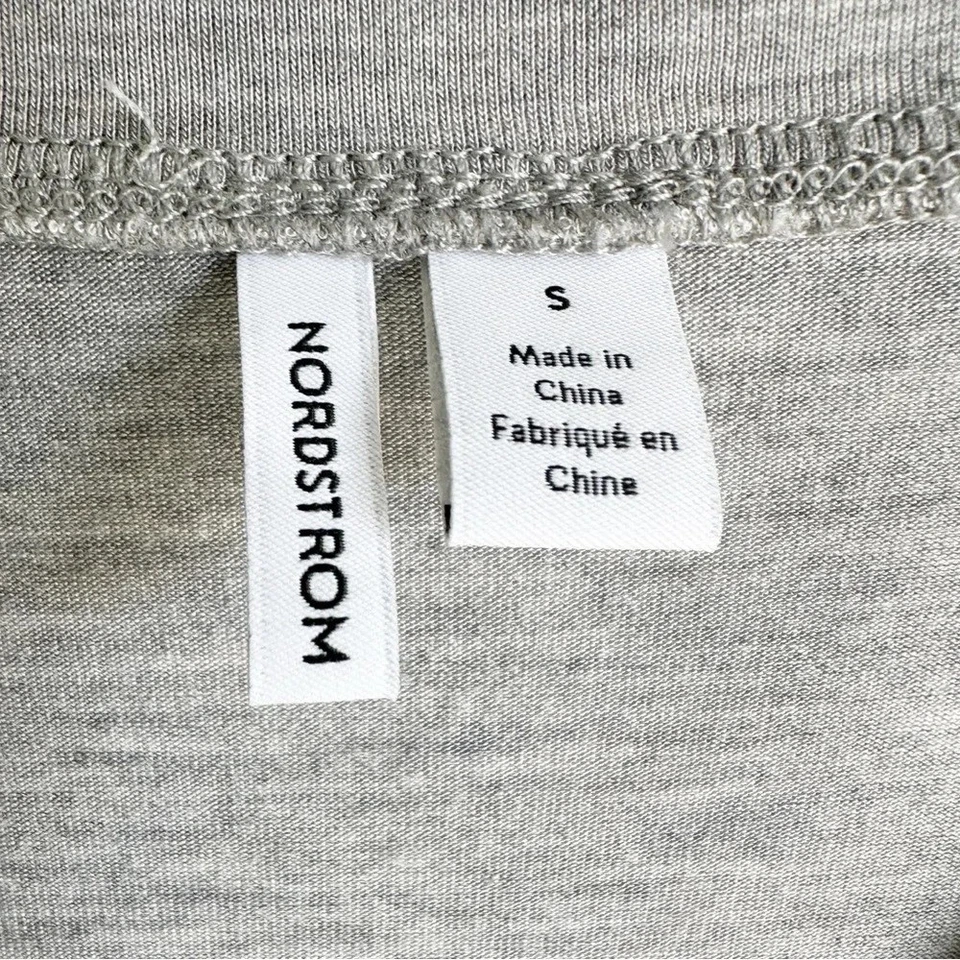 NORDSTROM
S
Made in
China
Fabriqué en
Chine